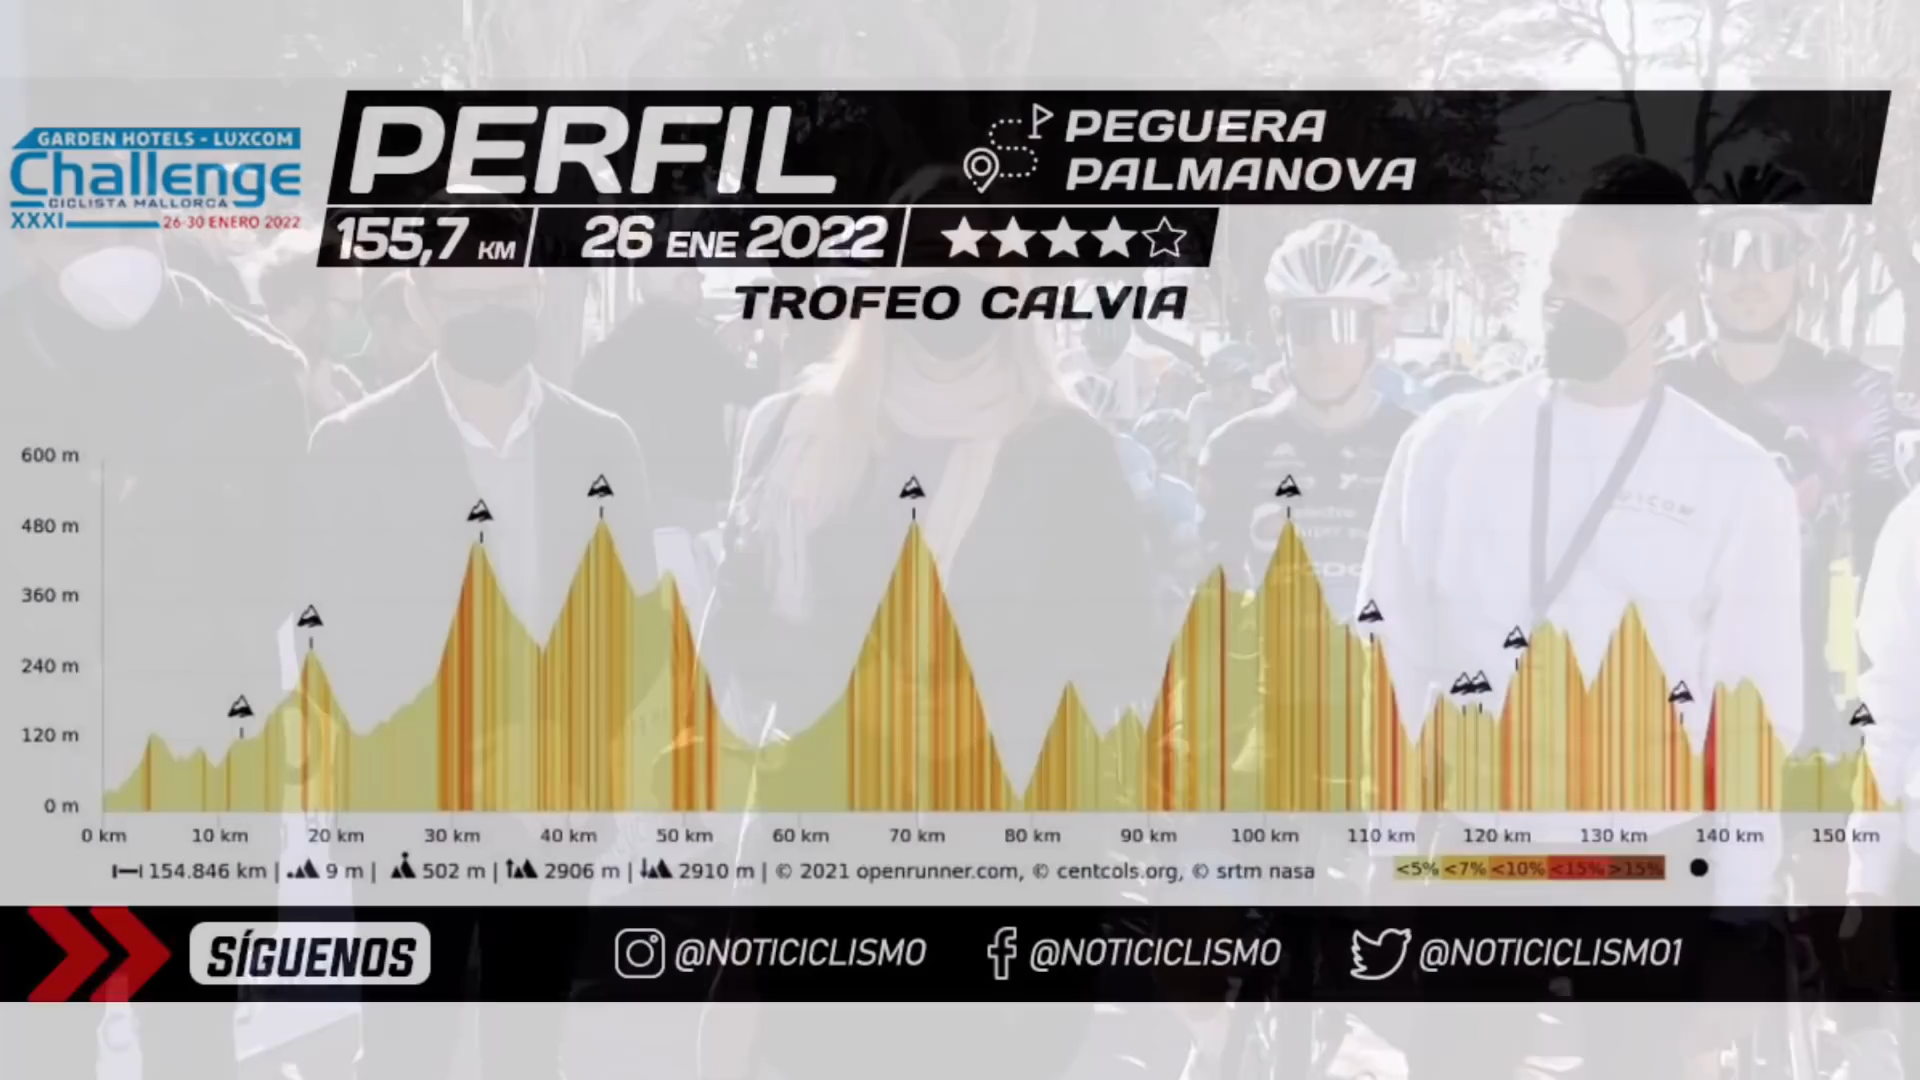 GARDEN HOTELS - LUXCOM
Challenge
CICLISTA MALLORCA
XXXI 26-30 ENERO 2022
PERFIL
PEGUERA
PALMANOVA
155,7 KM
26 ENE 2022
TROFEO CALVIA
600 m
480 m
360 m
240 m
120 m
0 m
0 km 10 km 20 km 30 km 40 km 50 km 60 km 70 km 80 km 90 km 100 km 110 km 120 km 130 km 140 km 150 km
154.846 km | 9 m | 502 m | 2906 m | 2910 m | © 2021 openrunner.com, © centcols.org, © srtm nasa
<5% <7% <10% <15% >15%
SÍGUENOS
@NOTICICLISMO
@NOTICICLISMO
@NOTICICLISMO1